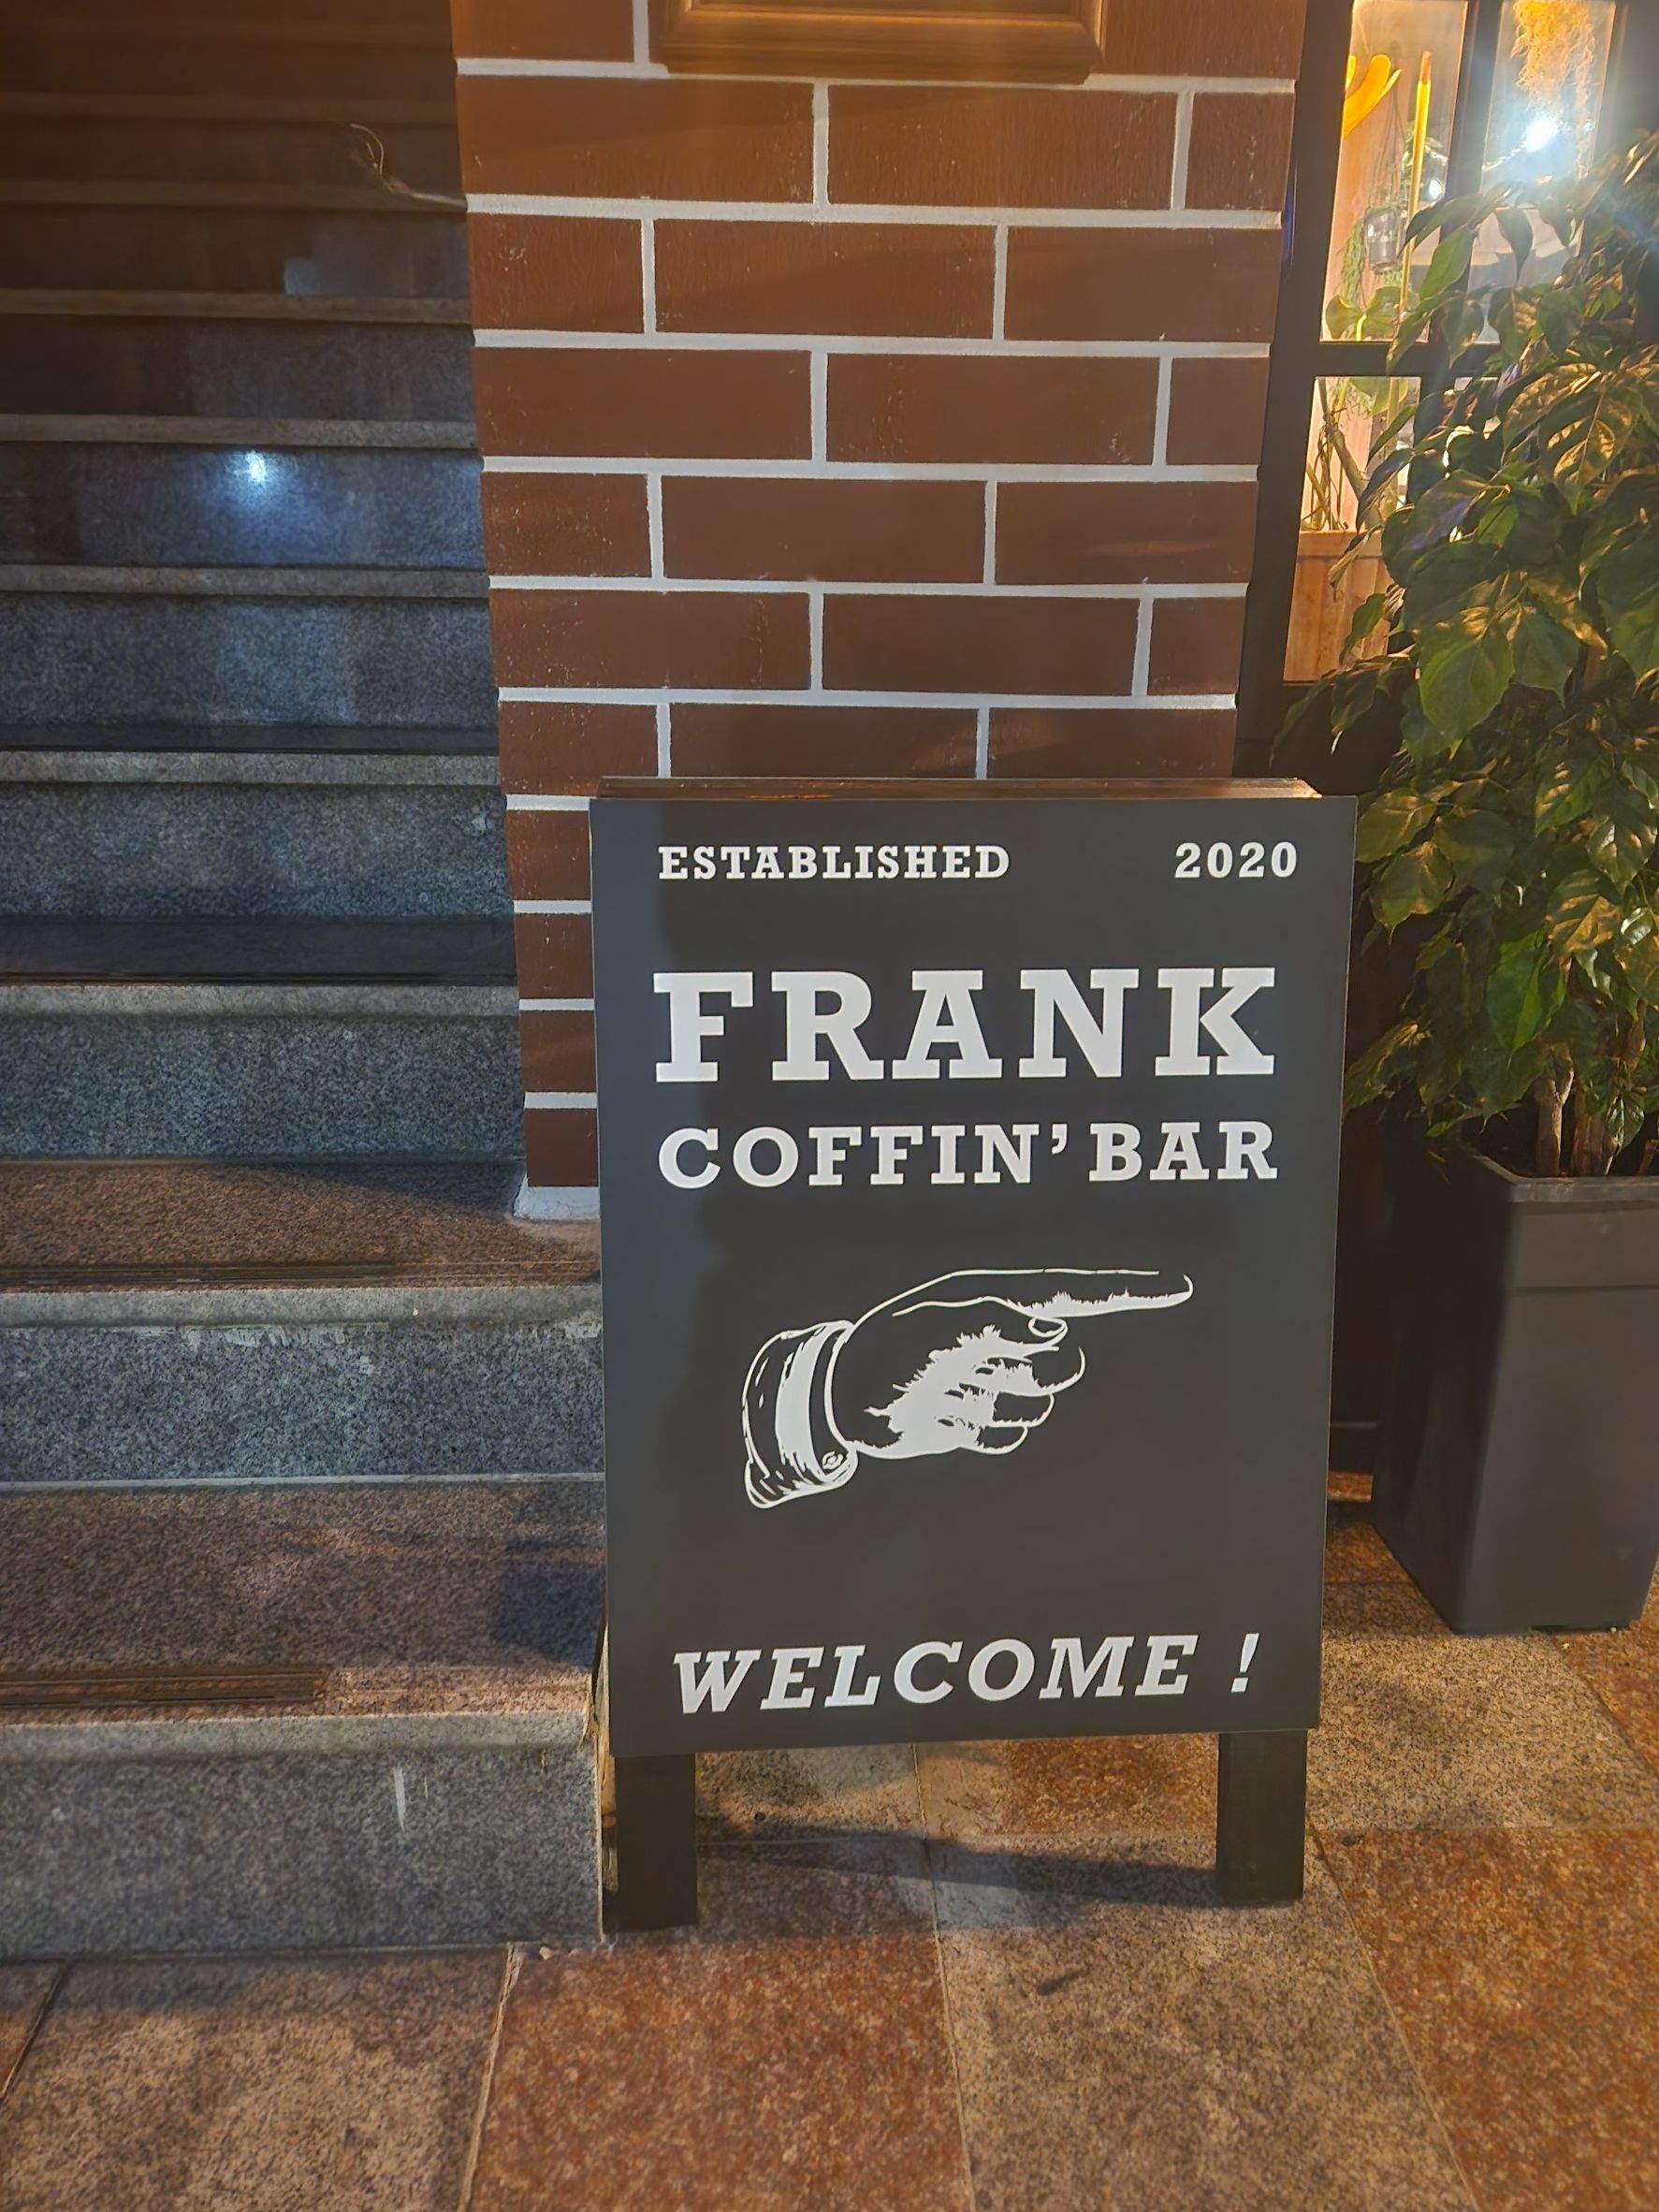 ESTABLISHED 2020
FRANK
COFFIN' BAR
WELCOME !